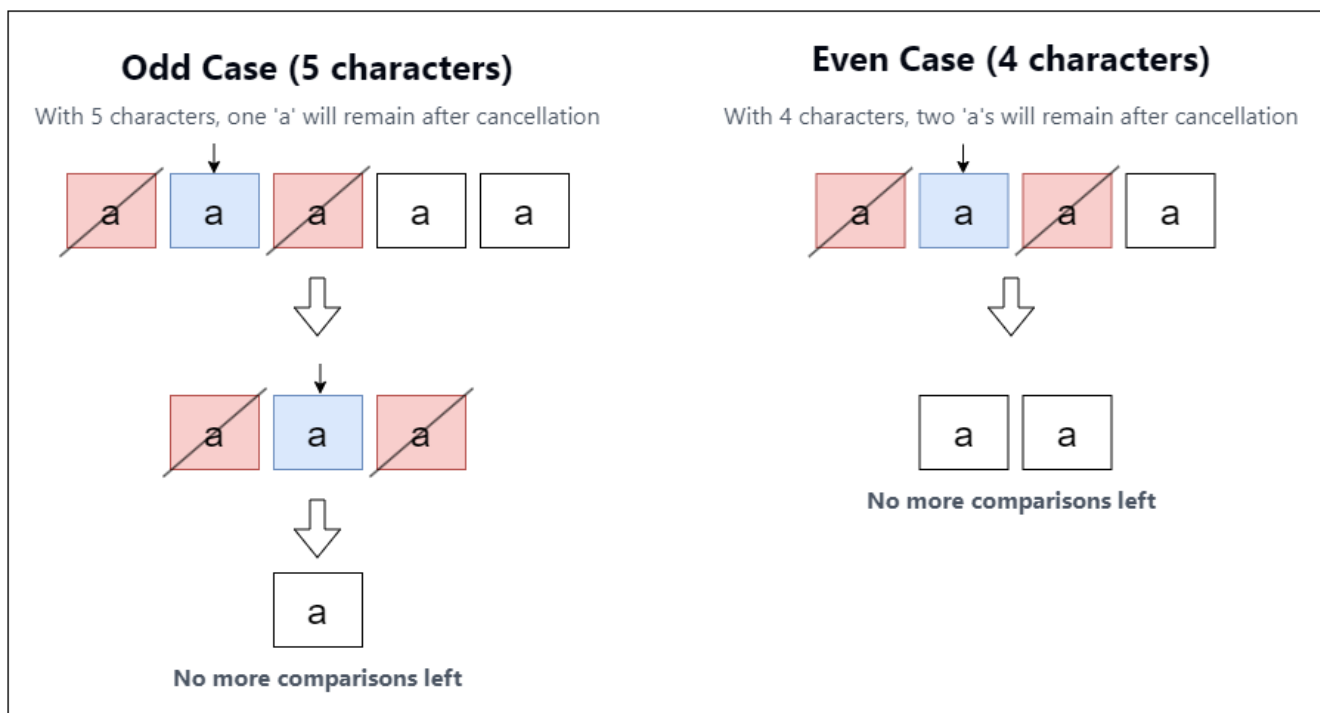 Odd Case (5 characters)
With 5 characters, one 'a' will remain after cancellation
a a a a a
a a a
a
No more comparisons left
Even Case (4 characters)
With 4 characters, two 'a's will remain after cancellation
a a a a
a a
No more comparisons left